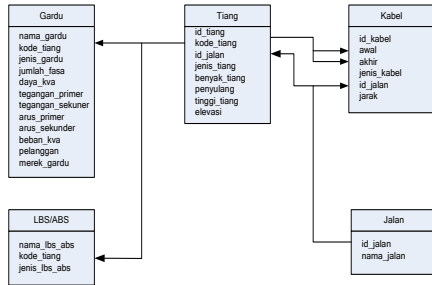 Gardu
nama_gardu
kode_tiang
jenis_gardu
jumlah_fasa
daya_kva
tegangan_primer
tegangan_sekuner
arus_primer
arus_sekunder
beban_kva
pelanggan
merek_gardu
Tiang
id_tiang
kode_tiang
id_jalan
jenis_tiang
benyak_tiang
penyulang
tinggi_tiang
elevasi
Kabel
id_kabel
awal
akhir
jenis_kabel
id_jalan
jarak
LBS/ABS
nama_lbs_abs
kode_tiang
jenis_lbs_abs
Jalan
id_jalan
nama_jalan